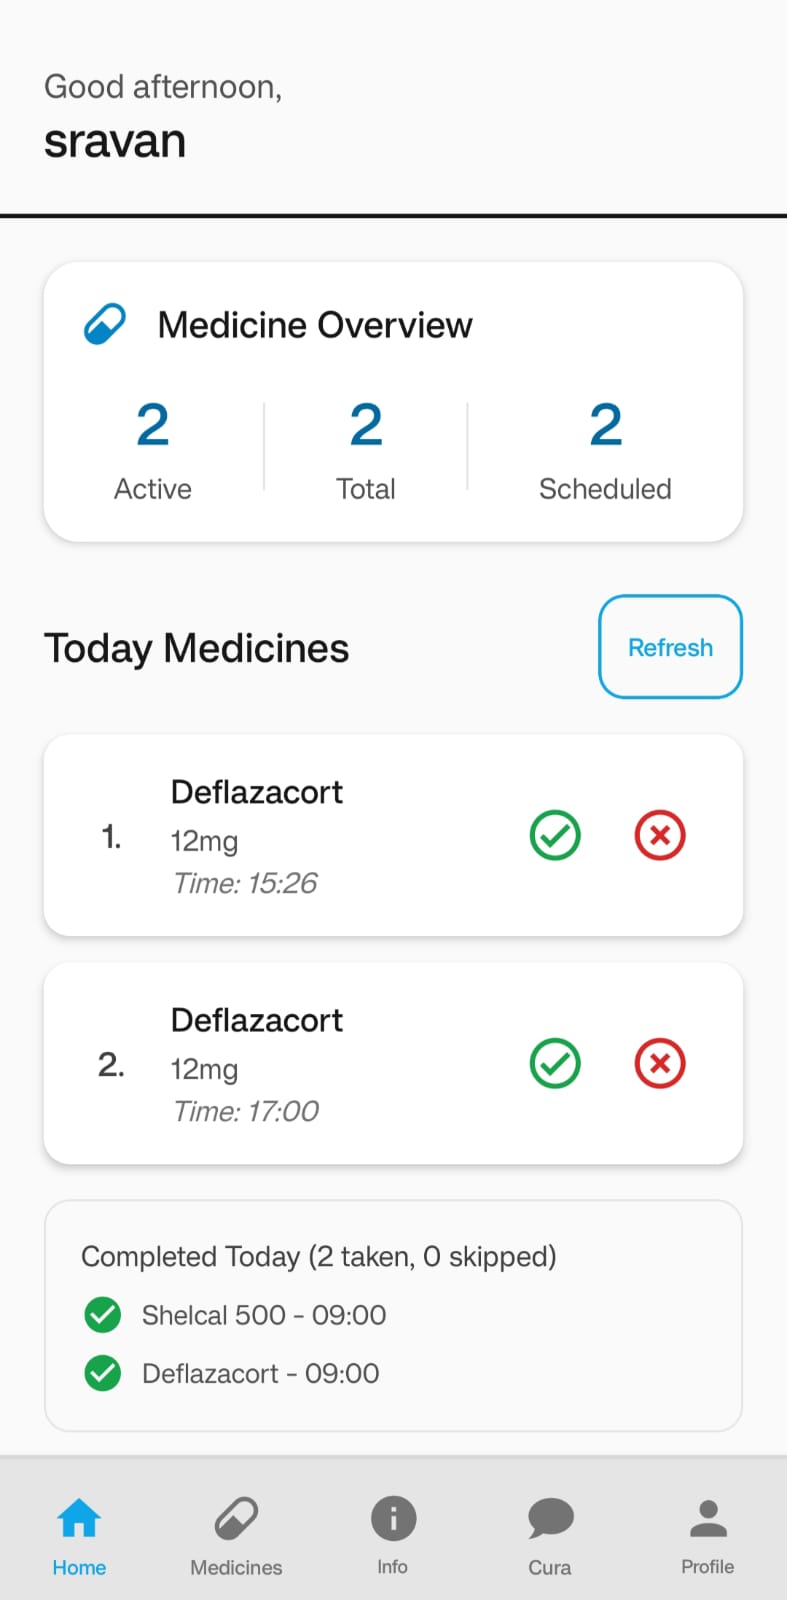 Good afternoon,
sravan
Medicine Overview
2 2 2
Active Total Scheduled
Today Medicines Refresh
Deflazacort
1. 12mg
Time: 15:26
Deflazacort
2. 12mg
Time: 17:00
Completed Today (2 taken, 0 skipped)
Shelcal 500 - 09:00
Deflazacort - 09:00
Home Medicines Info Cura Profile